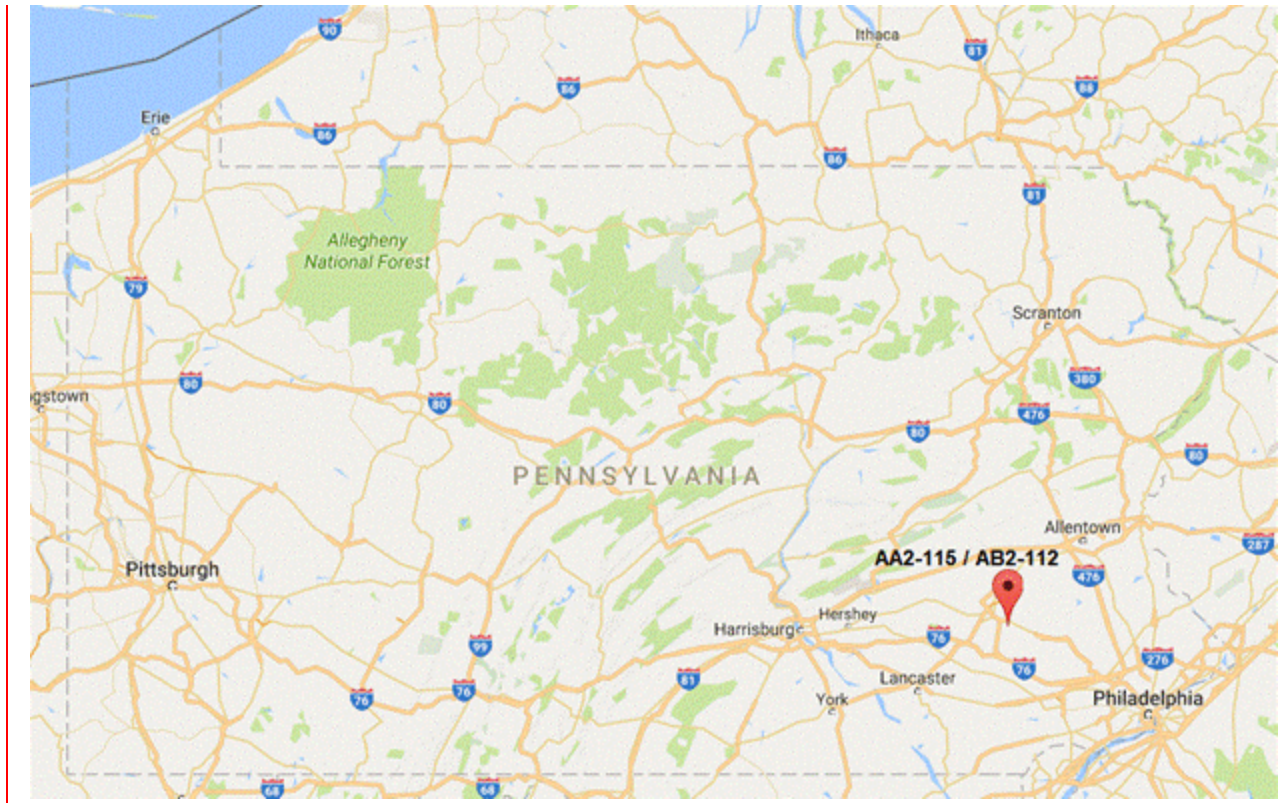 90
Ithaca
81
86
88
Erie
86
86
81
Allegheny
National Forest
79
Scranton
80
380
gstown
80
476
80
80
PENNSYLVANIA
Allentown
287
AA2-115 / AB2-112
Pittsburgh
476
Hershey
Harrisburg
76
99
276
76
81
Lancaster
76
76
York
Philadelphia
68
68